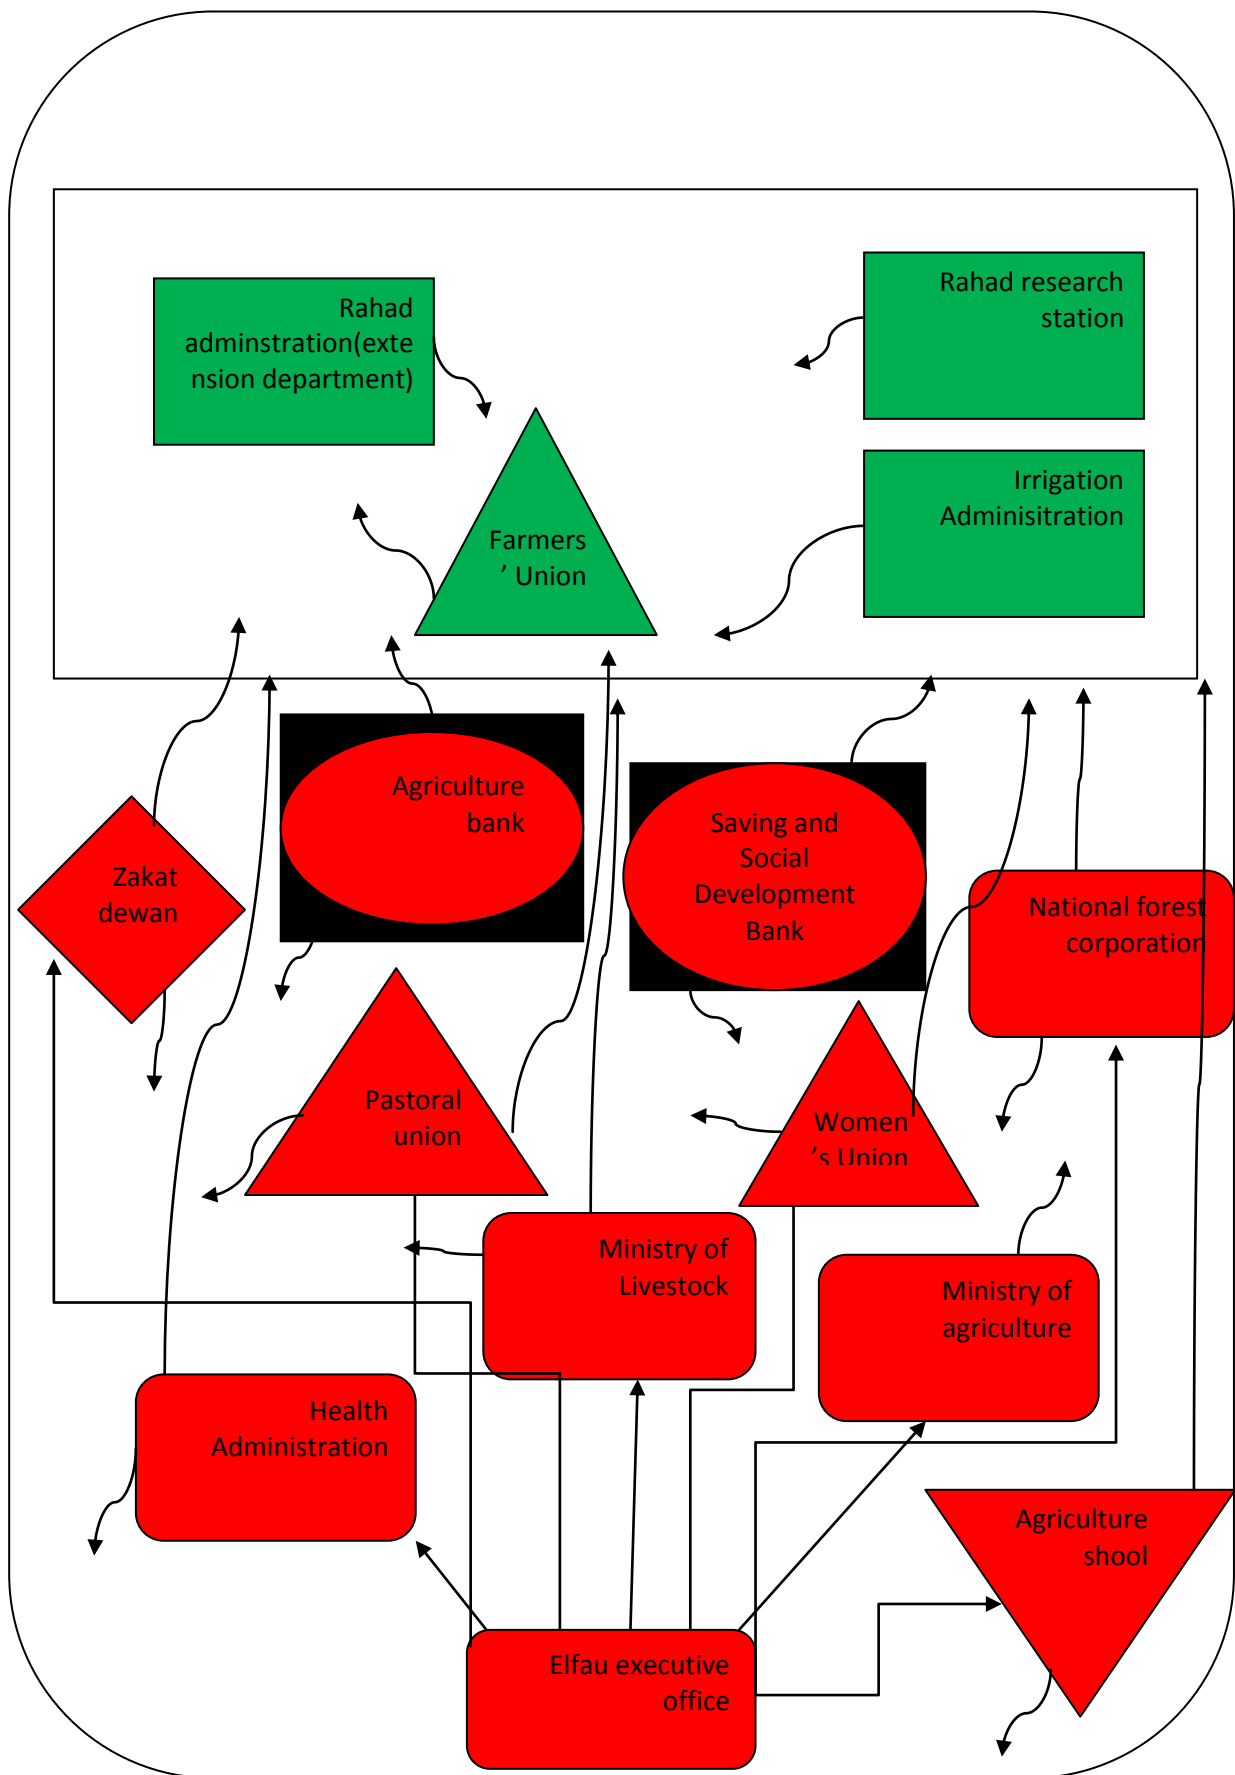 Rahad
adminstration(exte
nsion department)
Rahad research
station
Irrigation
Adminisitration
Farmers
’ Union
Agriculture
bank
Saving and
Social
Development
Bank
Zakat
dewan
National forest
corporation
Pastoral
union
Women
’s Union
Ministry of
Livestock
Ministry of
agriculture
Health
Administration
Agriculture
shool
Elfau executive
office